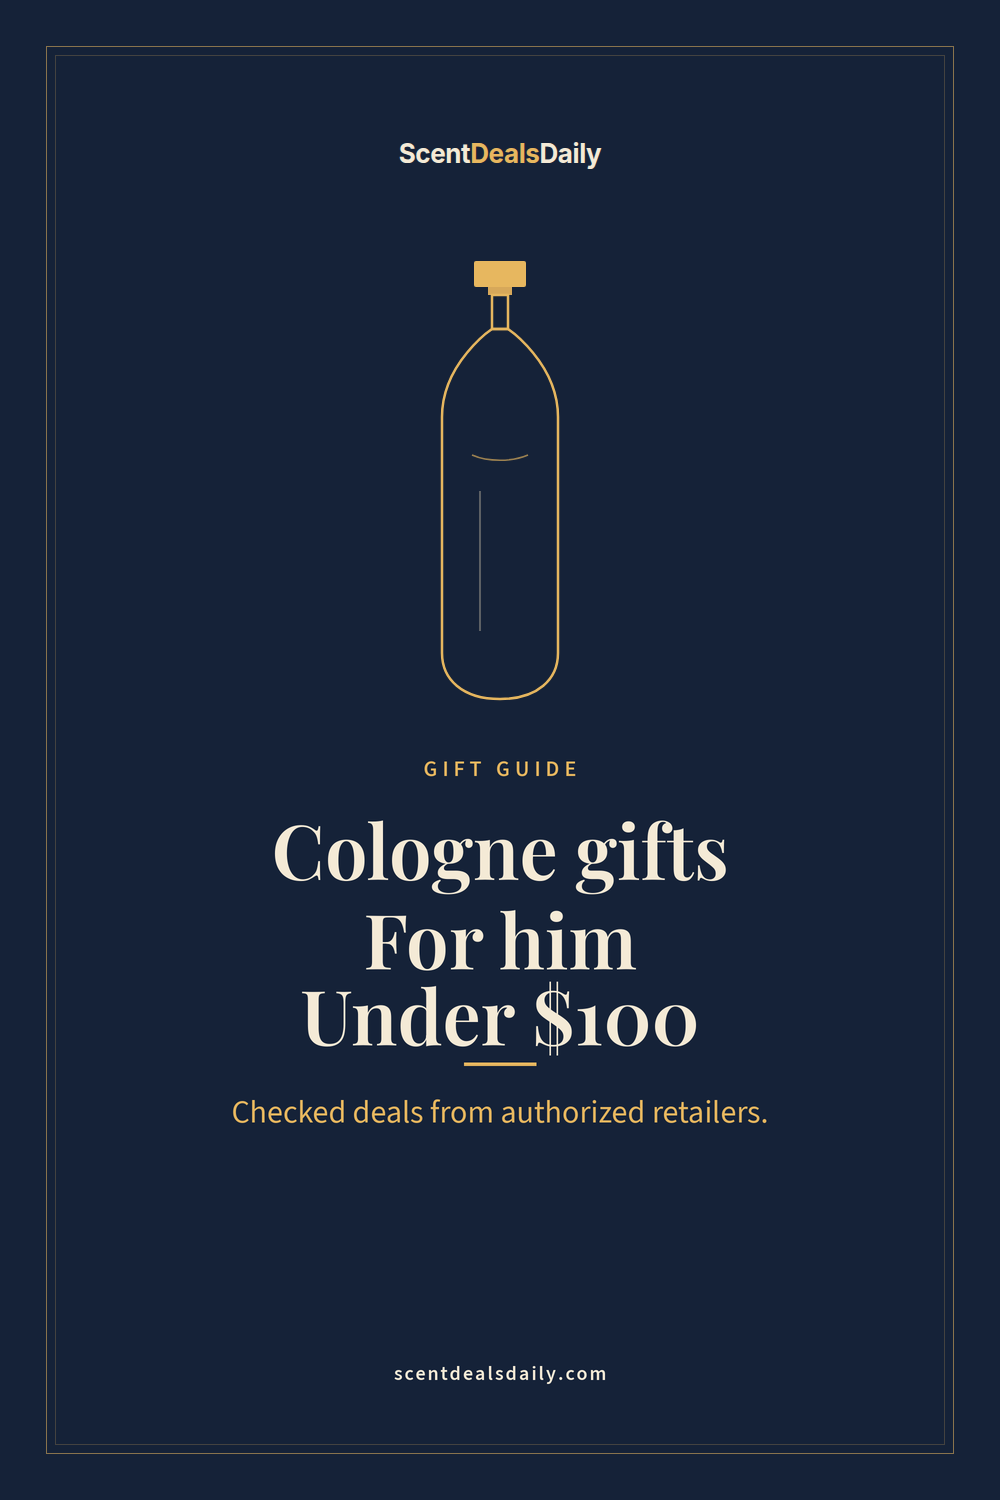 ScentDealsDaily
GIFT GUIDE
Cologne gifts
For him
Under $100
Checked deals from authorized retailers.
scentdealsdaily.com